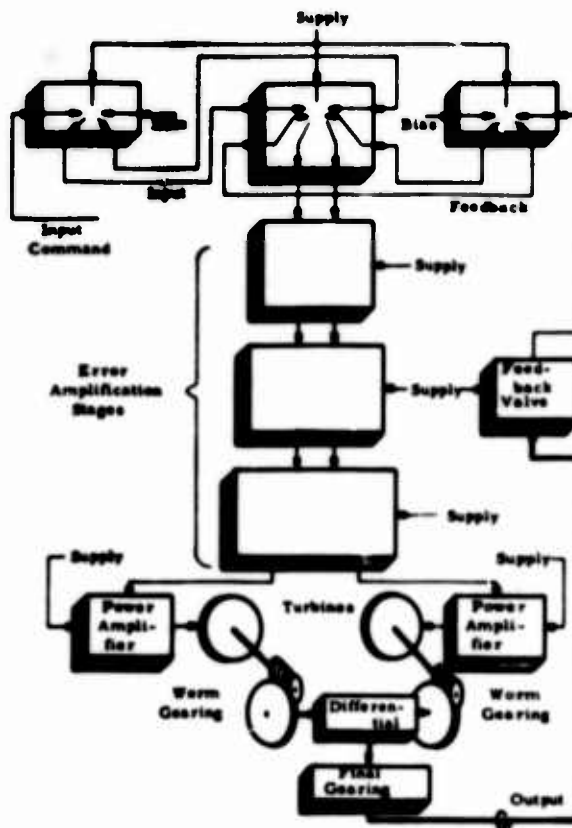 Supply
Bias
Input
Feedback
Input
Command
Supply
Error
Amplification
Stages
Supply
Feed-
back
Valve
Supply
Supply
Supply
Power
Ampli-
fier
Turbines
Power
Ampli-
fier
Worm
Gearing
Differen-
tial
Worm
Gearing
Final
Gearing
Output